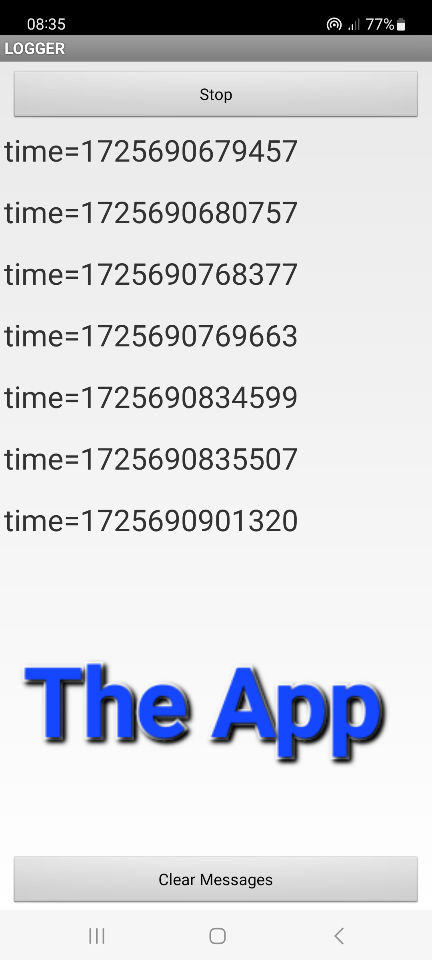 08:35 77%
LOGGER
Stop
time=1725690679457
time=1725690680757
time=1725690768377
time=1725690769663
time=1725690834599
time=1725690835507
time=1725690901320
The App
Clear Messages